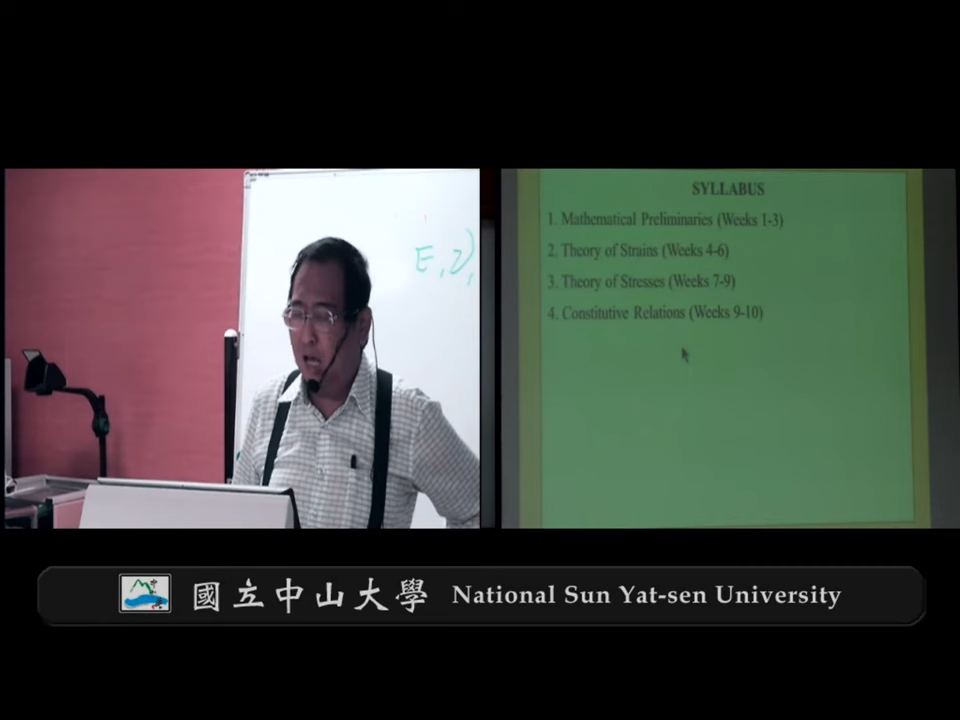 E, ν,
SYLLABUS
1. Mathematical Preliminaries (Weeks 1-3)
2. Theory of Strains (Weeks 4-6)
3. Theory of Stresses (Weeks 7-9)
4. Constitutive Relations (Weeks 9-10)
國立中山大學 National Sun Yat-sen University